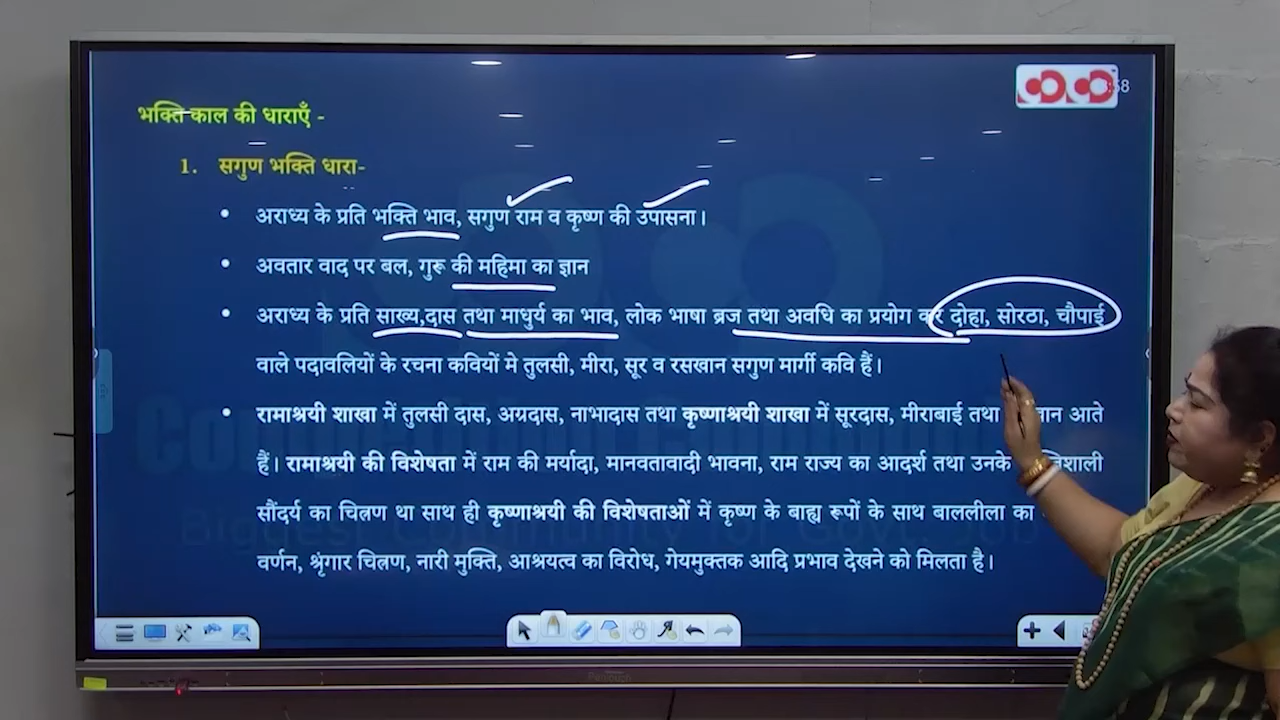 भक्ति काल की धाराएँ -
1. सगुण भक्ति धारा-
• अराध्य के प्रति भक्ति भाव, सगुण राम व कृष्ण की उपासना।
• अवतार वाद पर बल, गुरू की महिमा का ज्ञान
• अराध्य के प्रति साख्य,दास तथा माधुर्य का भाव, लोक भाषा ब्रज तथा अवधि का प्रयोग कर दोहा, सोरठा, चौपाई
वाले पदावलियों के रचना कवियों मे तुलसी, मीरा, सूर व रसखान सगुण मार्गी कवि हैं।
• रामाश्रयी शाखा में तुलसी दास, अग्रदास, नाभादास तथा कृष्णाश्रयी शाखा में सूरदास, मीराबाई तथा आते
हैं। रामाश्रयी की विशेषता में राम की मर्यादा, मानवतावादी भावना, राम राज्य का आदर्श तथा उनके
सौंदर्य का चित्रण था साथ ही कृष्णाश्रयी की विशेषताओं में कृष्ण के बाह्य रूपों के साथ बाललीला का
वर्णन, श्रृंगार चित्रण, नारी मुक्ति, आश्रयत्व का विरोध, गेयमुक्तक आदि प्रभाव देखने को मिलता है।